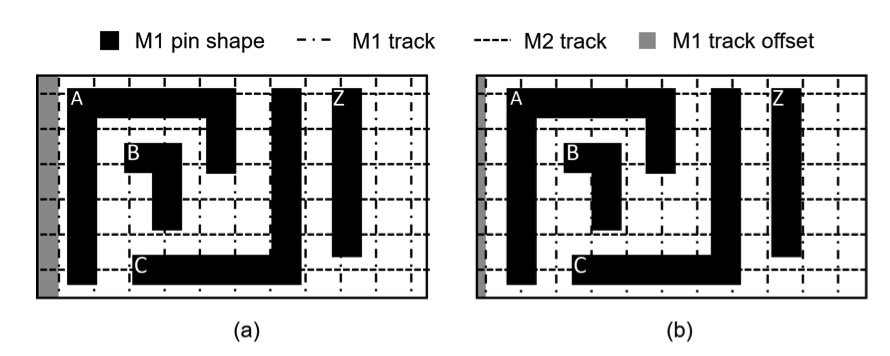 M1 pin shape M1 track M2 track M1 track offset
A Z A Z
B B
C C
(a) (b)